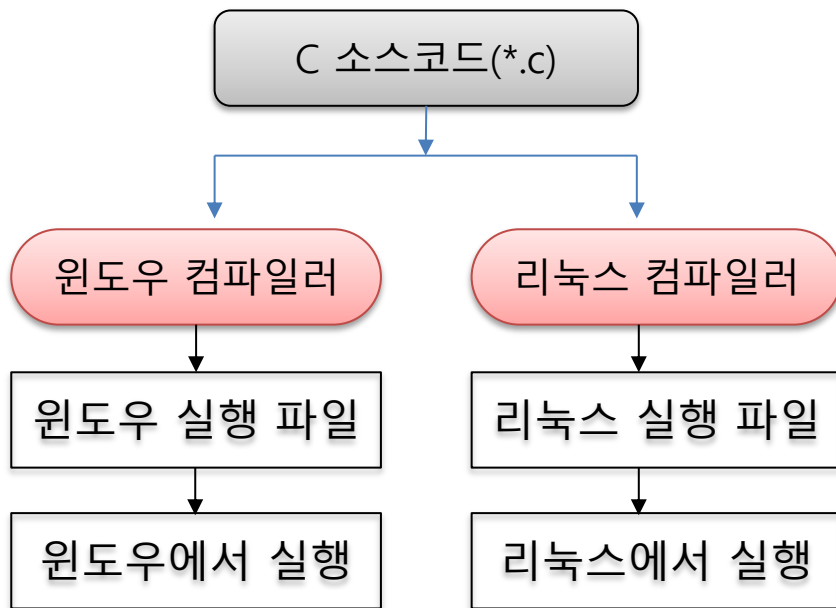 C 소스코드(*.c)
윈도우 컴파일러
리눅스 컴파일러
윈도우 실행 파일
리눅스 실행 파일
윈도우에서 실행
리눅스에서 실행